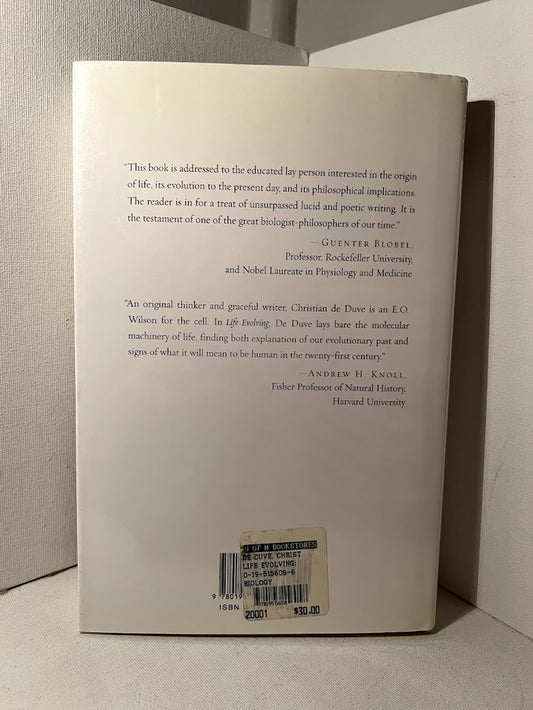 "This book is addressed to the educated lay person interested in the origin
of life, its evolution to the present day, and its philosophical implications.
The reader is in for a treat of unsurpassed lucid and poetic writing. It is
the testament of one of the great biologist-philosophers of our time."
—Guenter Blobel,
Professor, Rockefeller University,
and Nobel Laureate in Physiology and Medicine
"An original thinker and graceful writer, Christian de Duve is an E.O.
Wilson for the cell. In Life Evolving, De Duve lays bare the molecular
machinery of life, finding both explanation of our evolutionary past and
signs of what it will mean to be human in the twenty-first century."
—Andrew H. Knoll,
Fisher Professor of Natural History,
Harvard University
U OF M BOOKSTORES
DE DUVE, CHRIST
LIFE EVOLVING:
0-19-515605-6
BIOLOGY
20001 $30.00
9 78019
ISBN